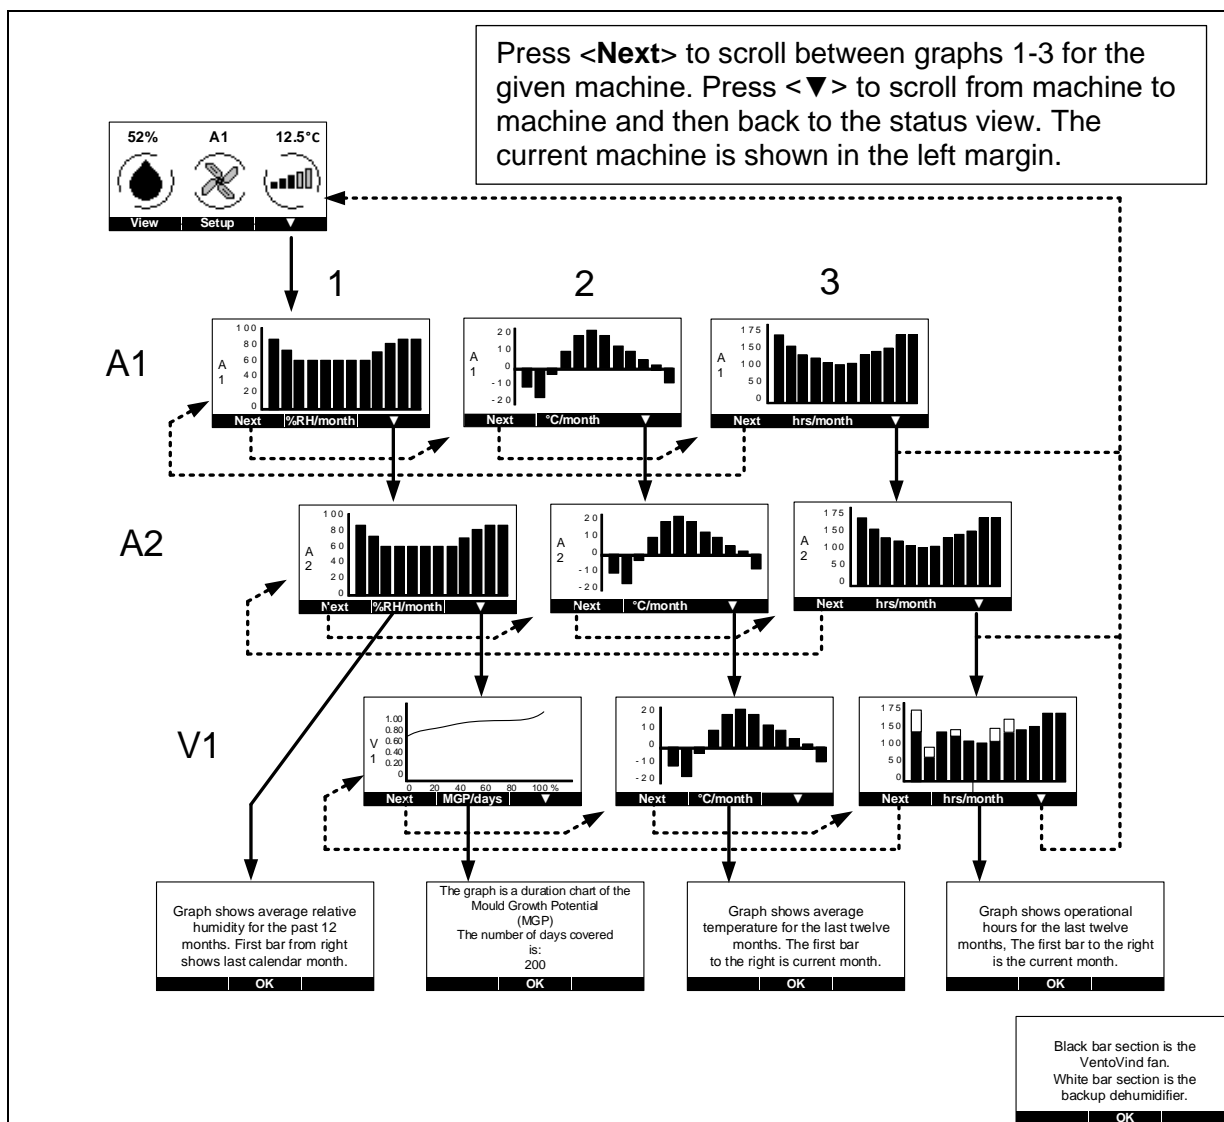 Press <Next> to scroll between graphs 1-3 for the
given machine. Press <▼> to scroll from machine to
machine and then back to the status view. The
current machine is shown in the left margin.
52% A1 12.5°C
View Setup ▼
1 2 3
A1
100
80
60
40
20
0
A
1
Next %RH/month ▼
20
10
0
-10
-20
A
1
Next °C/month ▼
175
150
100
50
0
A
1
Next hrs/month ▼
A2
100
80
60
40
20
0
A
2
Next %RH/month ▼
20
10
0
-10
-20
A
2
Next °C/month ▼
175
150
100
50
0
A
2
Next hrs/month ▼
V1
1.00
0.80
0.60
0.40
0.20
0
V
1
0 20 40 60 80 100 %
Next MGP/days ▼
20
10
0
-10
-20
V
1
Next °C/month ▼
175
150
100
50
0
V
1
Next hrs/month ▼
Graph shows average relative
humidity for the past 12
months. First bar from right
shows last calendar month.
OK
The graph is a duration chart of the
Mould Growth Potential
(MGP)
The number of days covered
is:
200
OK
Graph shows average
temperature for the last twelve
months. The first bar
to the right is current month.
OK
Graph shows operational
hours for the last twelve
months, The first bar to the right
is the current month.
OK
Black bar section is the
VentoVind fan.
White bar section is the
backup dehumidifier.
OK